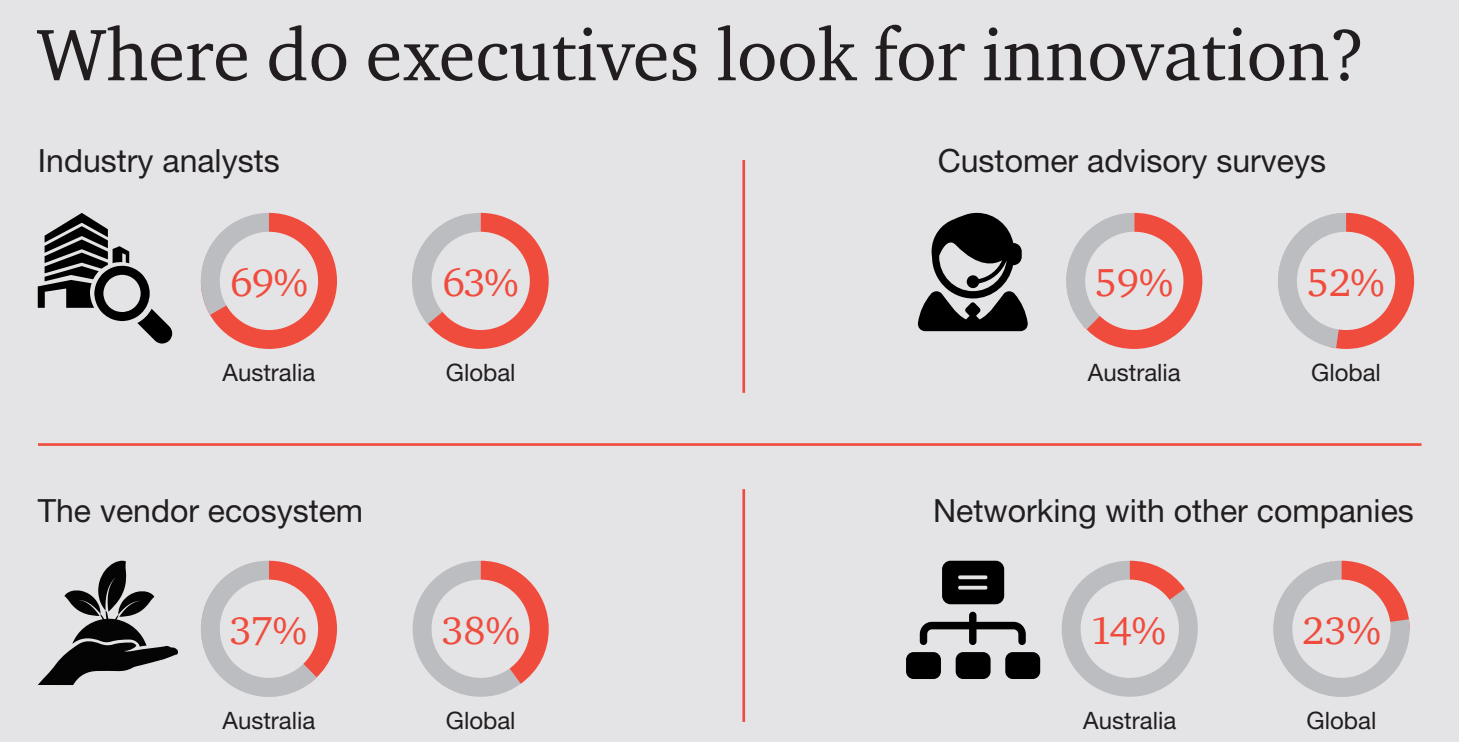 Where do executives look for innovation?
Industry analysts
69%
Australia
63%
Global
Customer advisory surveys
59%
Australia
52%
Global
The vendor ecosystem
37%
Australia
38%
Global
Networking with other companies
14%
Australia
23%
Global